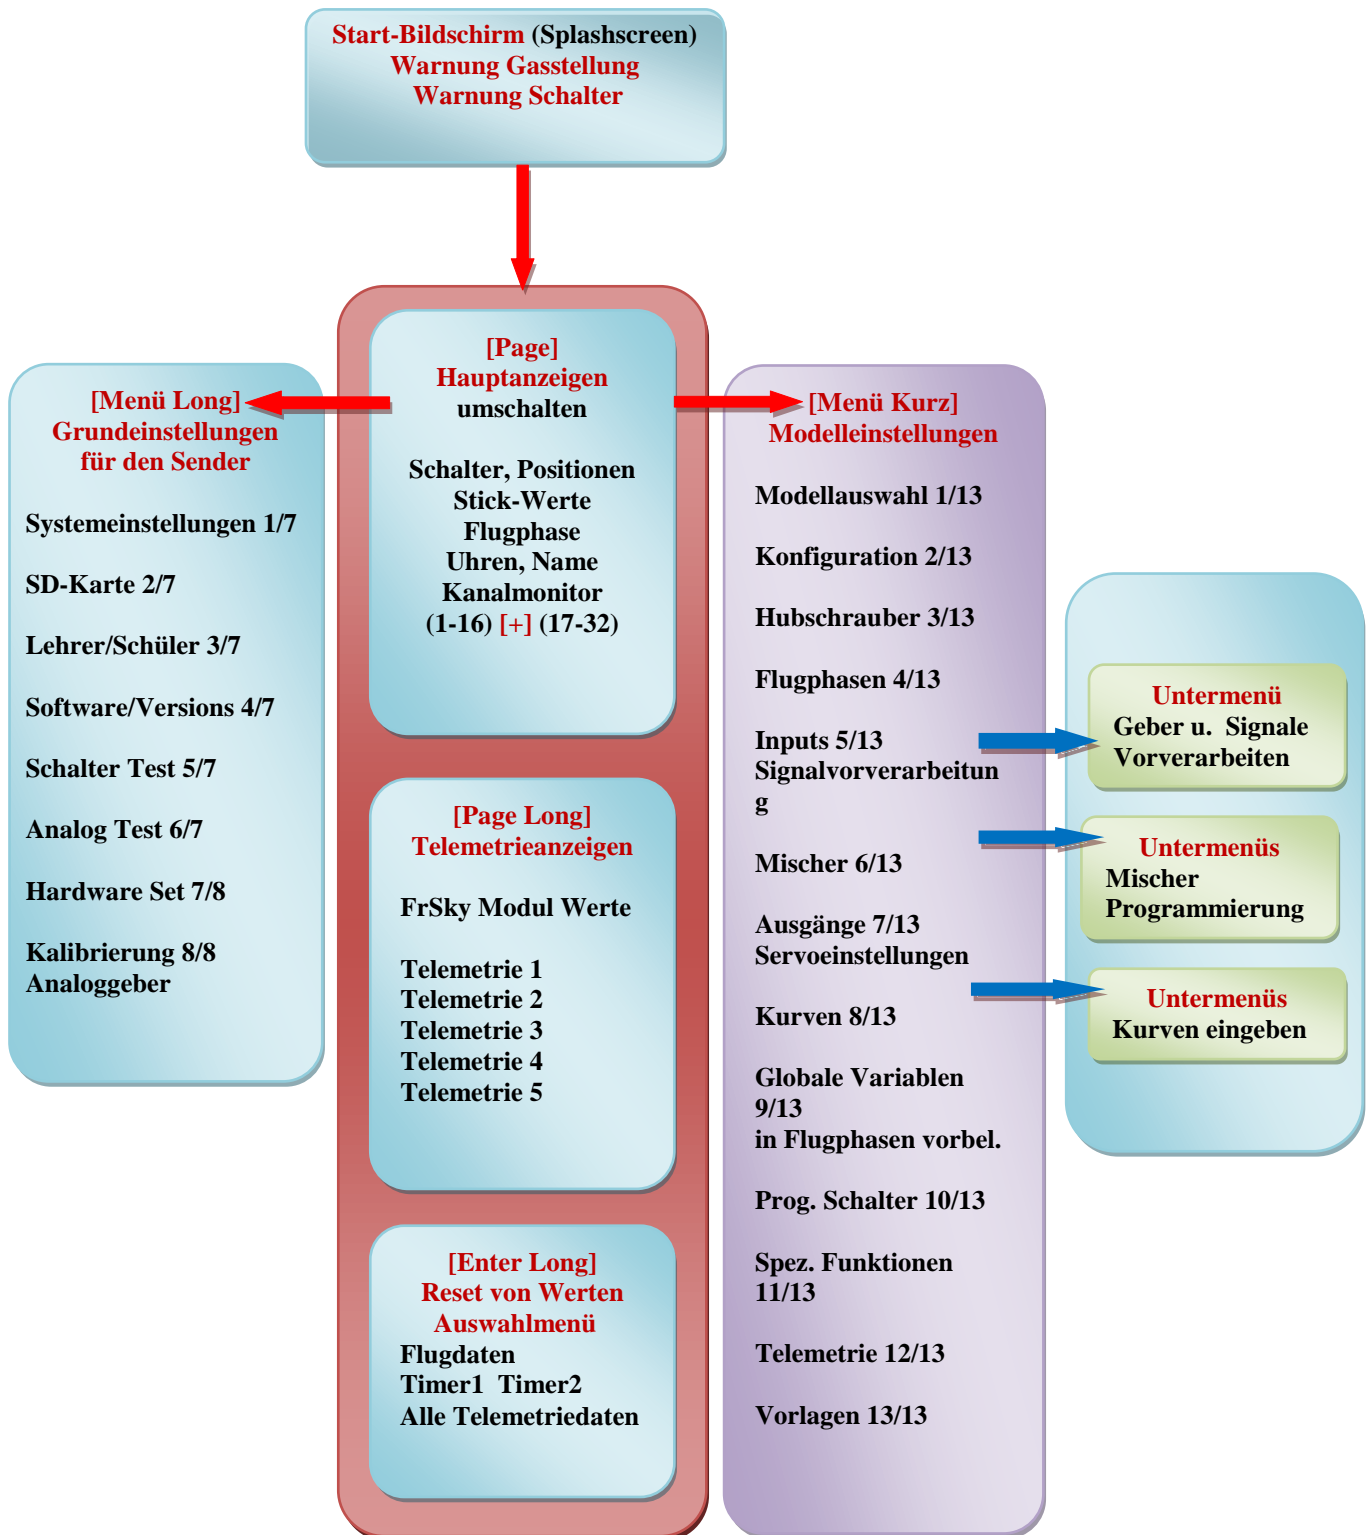 Start-Bildschirm (Splashscreen)
Warnung Gasstellung
Warnung Schalter
[Menü Long]
Grundeinstellungen
für den Sender
Systemeinstellungen 1/7
SD-Karte 2/7
Lehrer/Schüler 3/7
Software/Versions 4/7
Schalter Test 5/7
Analog Test 6/7
Hardware Set 7/8
Kalibrierung 8/8
Analoggeber
[Page]
Hauptanzeigen
umschalten
Schalter, Positionen
Stick-Werte
Flugphase
Uhren, Name
Kanalmonitor
(1-16) [+] (17-32)
[Page Long]
Telemetrieanzeigen
FrSky Modul Werte
Telemetrie 1
Telemetrie 2
Telemetrie 3
Telemetrie 4
Telemetrie 5
[Enter Long]
Reset von Werten
Auswahlmenü
Flugdaten
Timer1  Timer2
Alle Telemetriedaten
[Menü Kurz]
Modelleinstellungen
Modellauswahl 1/13
Konfiguration 2/13
Hubschrauber 3/13
Flugphasen 4/13
Inputs 5/13
Signalvorverarbeitun
g
Mischer 6/13
Ausgänge 7/13
Servoeinstellungen
Kurven 8/13
Globale Variablen
9/13
in Flugphasen vorbel.
Prog. Schalter 10/13
Spez. Funktionen
11/13
Telemetrie 12/13
Vorlagen 13/13
Untermenü
Geber u.  Signale
Vorverarbeiten
Untermenüs
Mischer
Programmierung
Untermenüs
Kurven eingeben